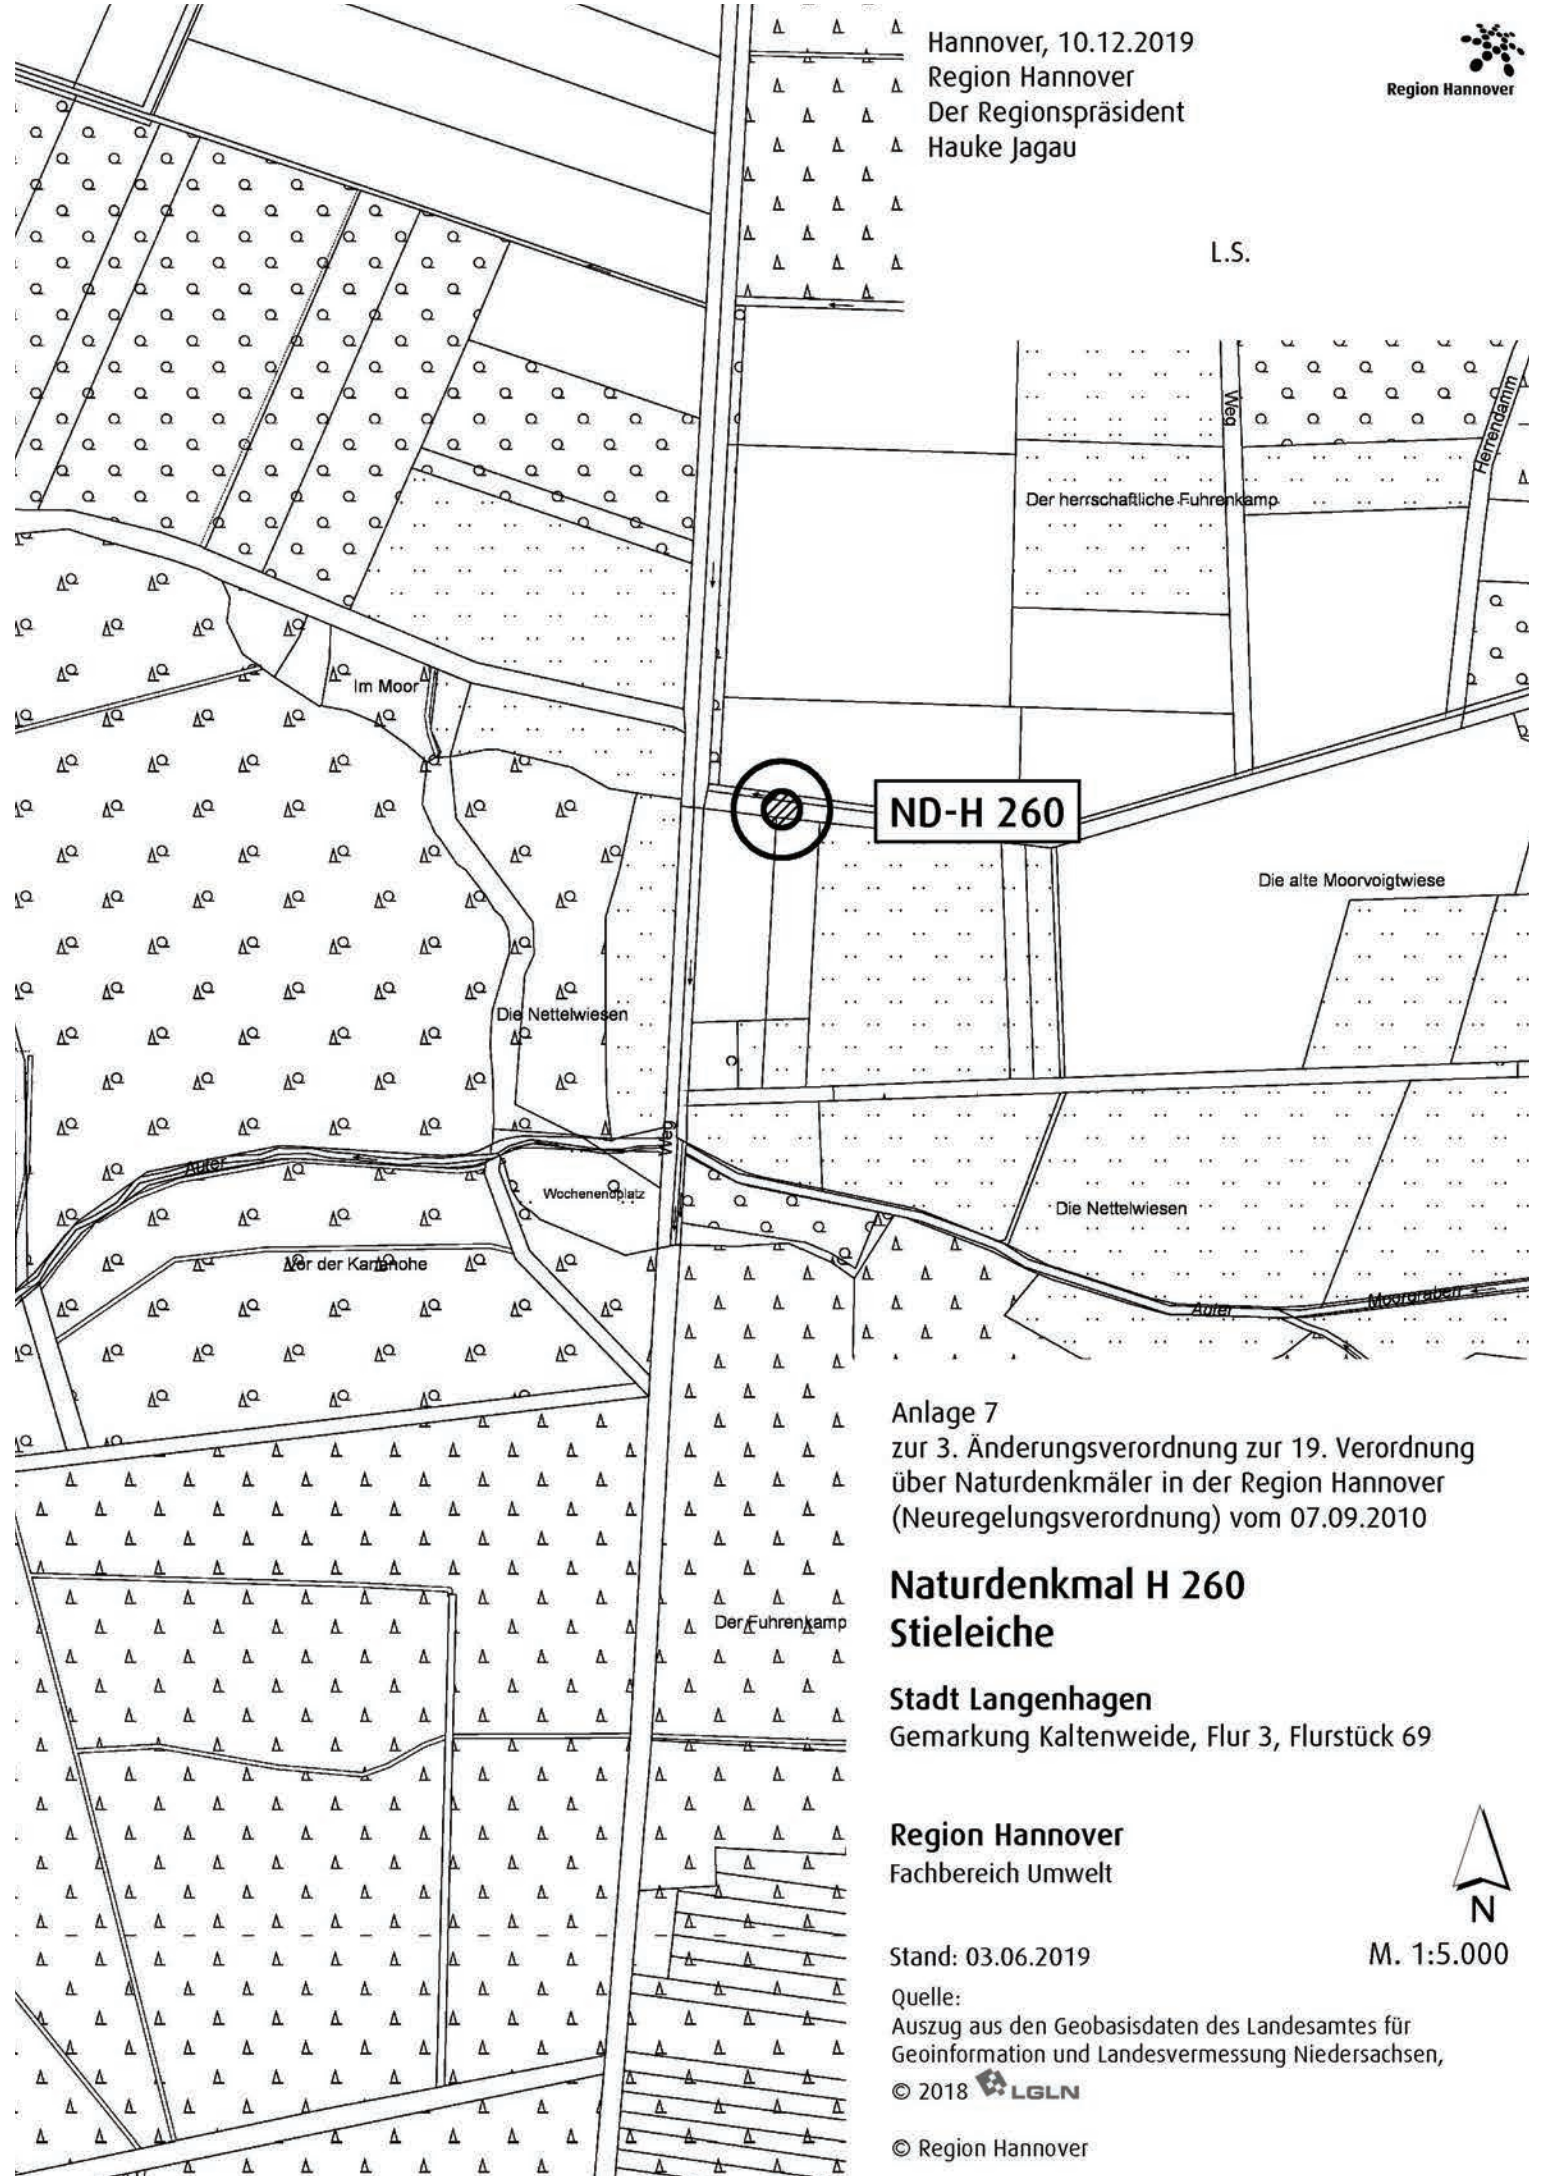 Hannover, 10.12.2019
Region Hannover
Der Regionspräsident
Hauke Jagau
Region Hannover
L.S.
Weg
Herrendamm
Der herrschaftliche Fuhrenkamp
Im Moor
ND-H 260
Die alte Moorvoigtwiese
Die Nettelwiesen
Weg
Auter
Wochenendplatz
Die Nettelwiesen
Vor der Kananohe
Auter
Moorgraben
Anlage 7
zur 3. Änderungsverordnung zur 19. Verordnung
über Naturdenkmäler in der Region Hannover
(Neuregelungsverordnung) vom 07.09.2010
Naturdenkmal H 260
Stieleiche
Der Fuhrenkamp
Stadt Langenhagen
Gemarkung Kaltenweide, Flur 3, Flurstück 69
Region Hannover
Fachbereich Umwelt
N
Stand: 03.06.2019
M. 1:5.000
Quelle:
Auszug aus den Geobasisdaten des Landesamtes für
Geoinformation und Landesvermessung Niedersachsen,
© 2018 LGLN
© Region Hannover